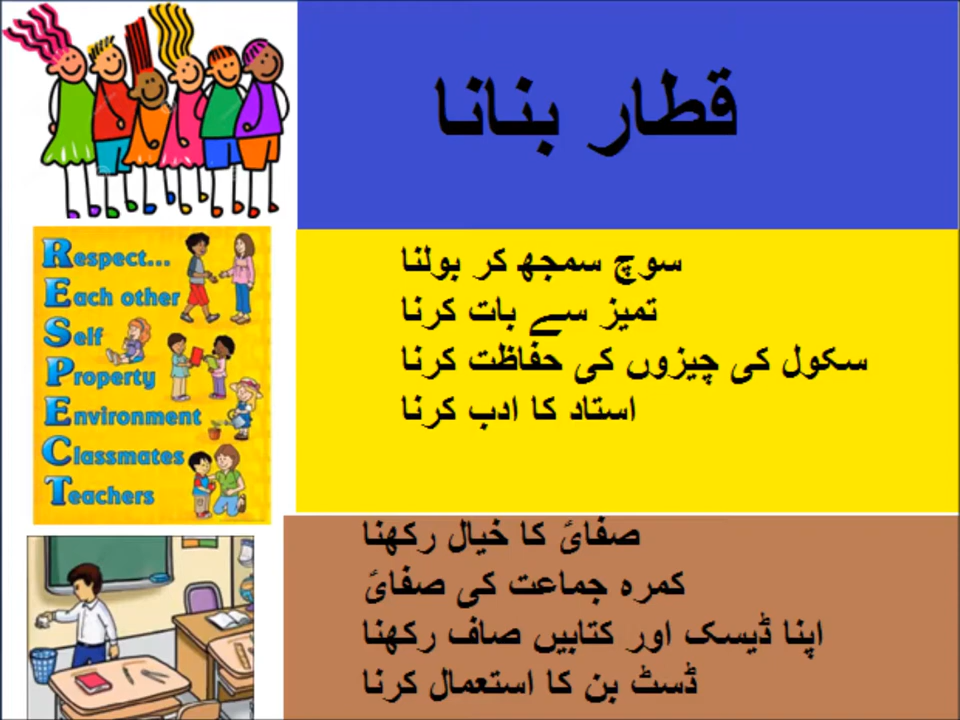 قطار بنانا
Respect...
Each other
Self
Property
Environment
Classmates
Teachers
سوچ سمجھ کر بولنا
تمیز سے بات کرنا
سکول کی چیزوں کی حفاظت کرنا
استاد کا ادب کرنا
صفائ کا خیال رکھنا
کمرہ جماعت کی صفائ
اپنا ڈیسک اور کتابیں صاف رکھنا
ڈسٹ بن کا استعمال کرنا